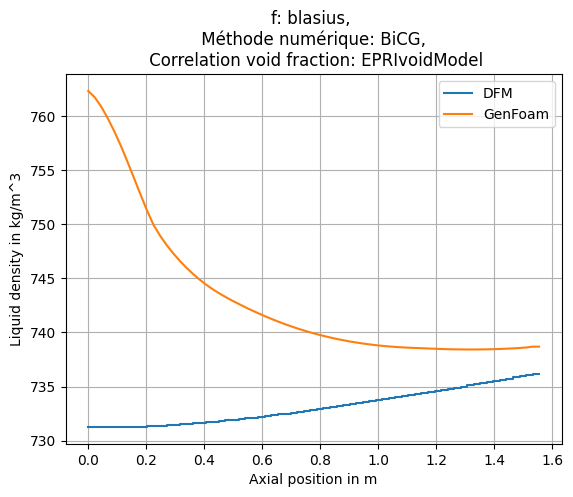 f: blasius,
Méthode numérique: BiCG,
Correlation void fraction: EPRIvoidModel
DFM
GenFoam
Liquid density in kg/m^3
760
755
750
745
740
735
730
0.0 0.2 0.4 0.6 0.8 1.0 1.2 1.4 1.6
Axial position in m